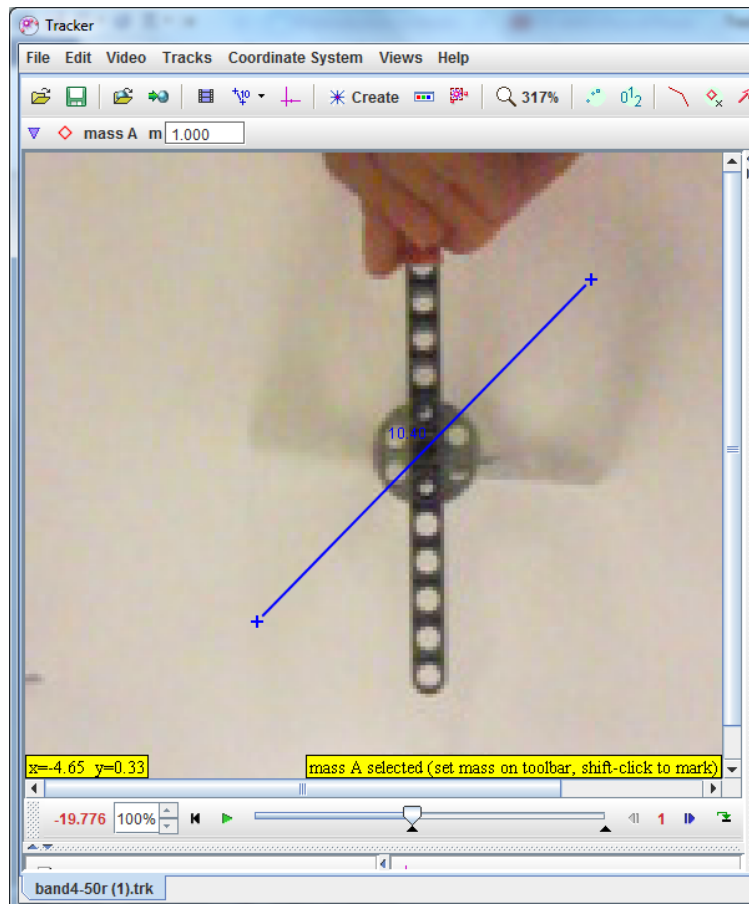 Tracker
File Edit Video Tracks Coordinate System Views Help
Create 317%
mass A m 1.000
10.40
x=-4.65 y=0.33
mass A selected (set mass on toolbar, shift-click to mark)
-19.776 100% 1
band4-50r (1).trk